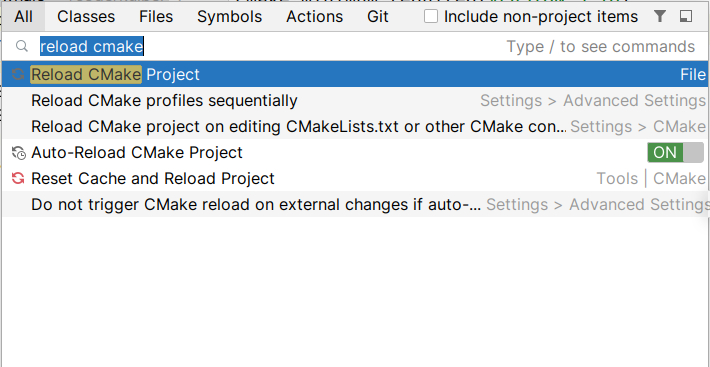 All Classes Files Symbols Actions Git Include non-project items
reload cmake Type / to see commands
Reload CMake Project File
Reload CMake profiles sequentially Settings > Advanced Settings
Reload CMake project on editing CMakeLists.txt or other CMake con... Settings > CMake
Auto-Reload CMake Project ON
Reset Cache and Reload Project Tools | CMake
Do not trigger CMake reload on external changes if auto-... Settings > Advanced Settings